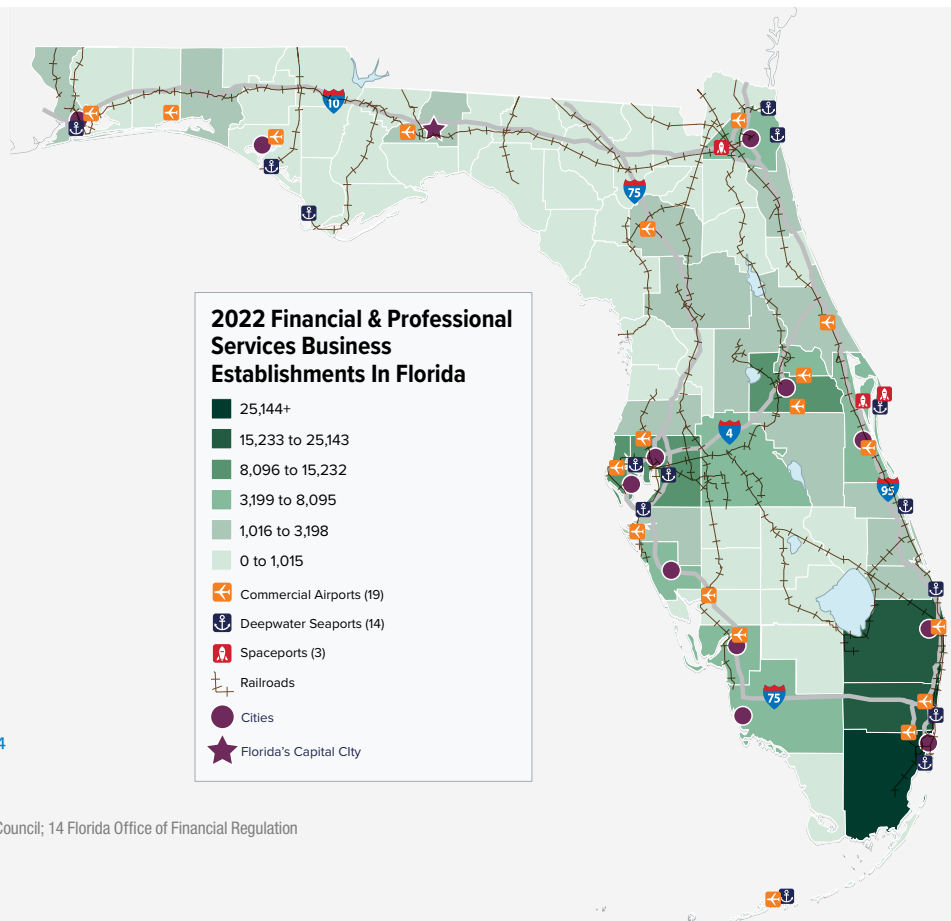 10
75
2022 Financial & Professional
Services Business
Establishments In Florida
25,144+
15,233 to 25,143
8,096 to 15,232
3,199 to 8,095
1,016 to 3,198
0 to 1,015
Commercial Airports (19)
Deepwater Seaports (14)
Spaceports (3)
Railroads
Cities
Florida's Capital CIty
4
95
75
4
Council; 14 Florida Office of Financial Regulation